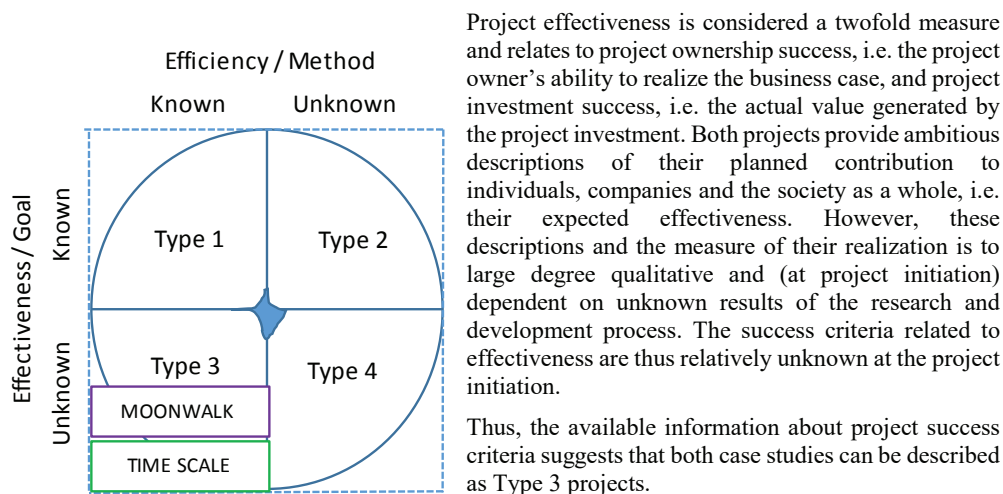 Efficiency / Method
Known
Unknown
Effectiveness / Goal
Known
Unknown
Type 1
Type 2
Type 3
Type 4
MOONWALK
TIME SCALE
Project effectiveness is considered a twofold measure
and relates to project ownership success, i.e. the project
owner’s ability to realize the business case, and project
investment success, i.e. the actual value generated by
the project investment. Both projects provide ambitious
descriptions of their planned contribution to
individuals, companies and the society as a whole, i.e.
their expected effectiveness. However, these
descriptions and the measure of their realization is to
large degree qualitative and (at project initiation)
dependent on unknown results of the research and
development process. The success criteria related to
effectiveness are thus relatively unknown at the project
initiation.
Thus, the available information about project success
criteria suggests that both case studies can be described
as Type 3 projects.